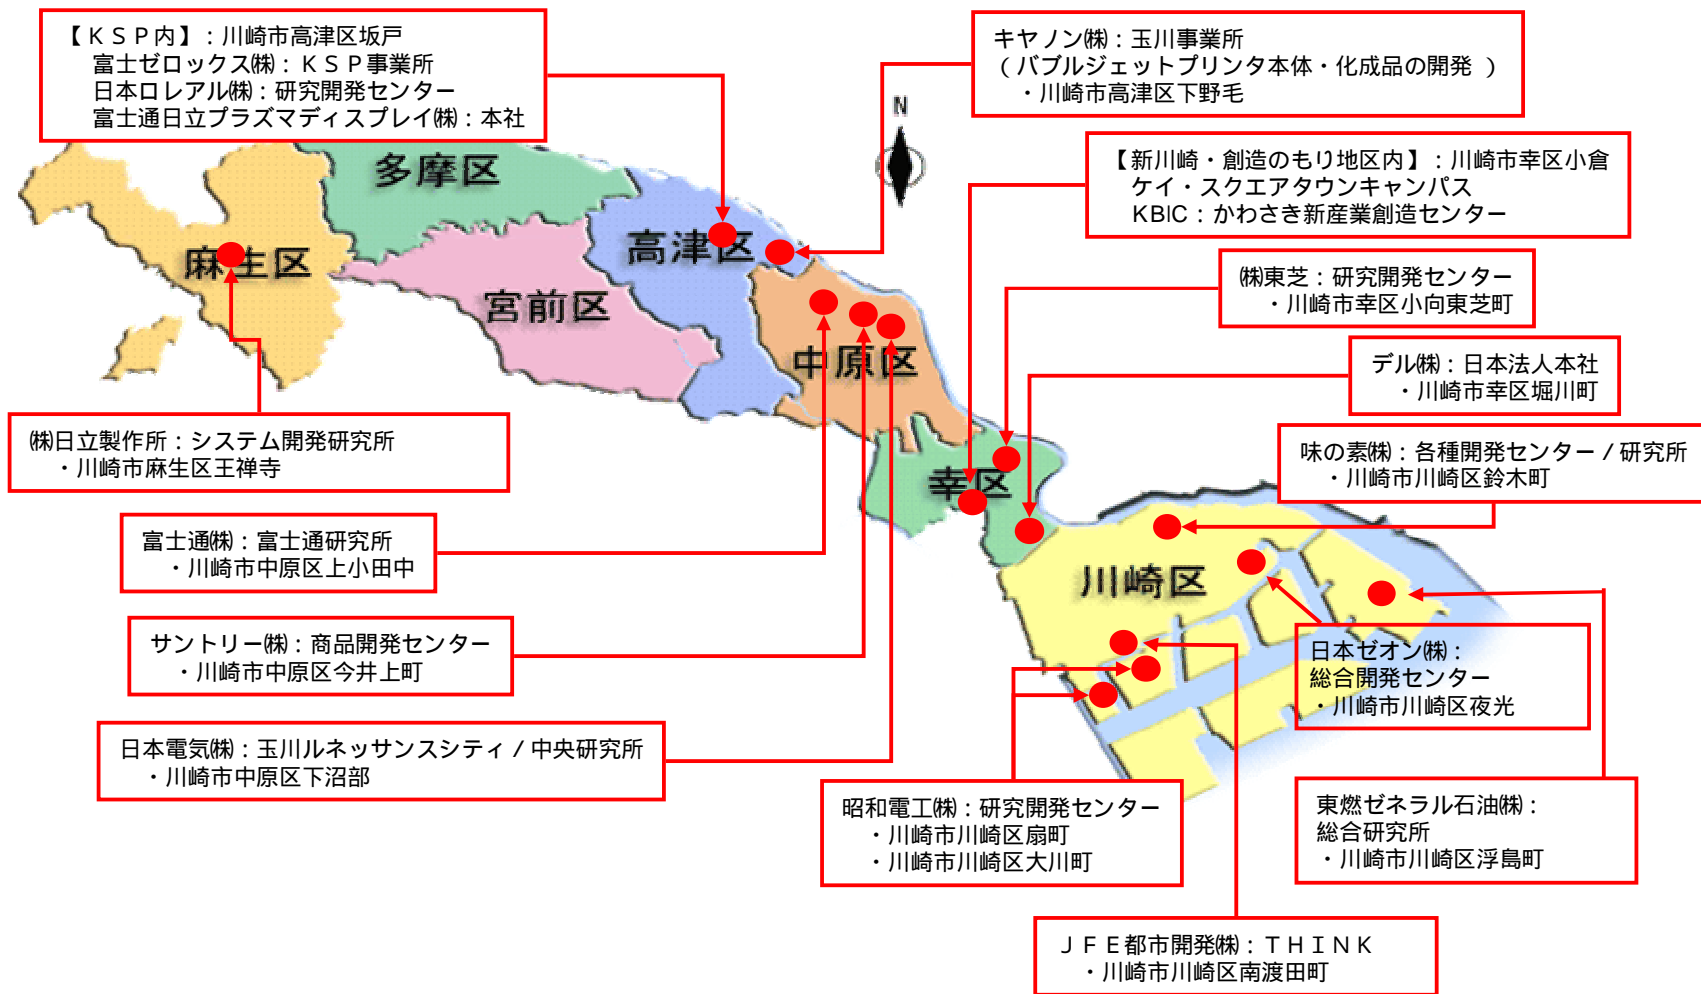 【ＫＳＰ内】：川崎市高津区坂戸
富士ゼロックス㈱：ＫＳＰ事業所
日本ロレアル㈱：研究開発センター
富士通日立プラズマディスプレイ㈱：本社
キヤノン㈱：玉川事業所
（バブルジェットプリンタ本体・化成品の開発 ）
・川崎市高津区下野毛
N
【新川崎・創造のもり地区内】：川崎市幸区小倉
ケイ・スクエアタウンキャンパス
KBIC：かわさき新産業創造センター
多摩区
高津区
麻生区
宮前区
中原区
幸区
川崎区
㈱東芝：研究開発センター
・川崎市幸区小向東芝町
デル㈱：日本法人本社
・川崎市幸区堀川町
㈱日立製作所：システム開発研究所
・川崎市麻生区王禅寺
味の素㈱：各種開発センター / 研究所
・川崎市川崎区鈴木町
富士通㈱：富士通研究所
・川崎市中原区上小田中
サントリー㈱：商品開発センター
・川崎市中原区今井上町
日本ゼオン㈱：
総合開発センター
・川崎市川崎区夜光
日本電気㈱：玉川ルネッサンスシティ / 中央研究所
・川崎市中原区下沼部
昭和電工㈱：研究開発センター
・川崎市川崎区扇町
・川崎市川崎区大川町
東燃ゼネラル石油㈱：
総合研究所
・川崎市川崎区浮島町
ＪＦＥ都市開発㈱：ＴＨＩＮＫ
・川崎市川崎区南渡田町